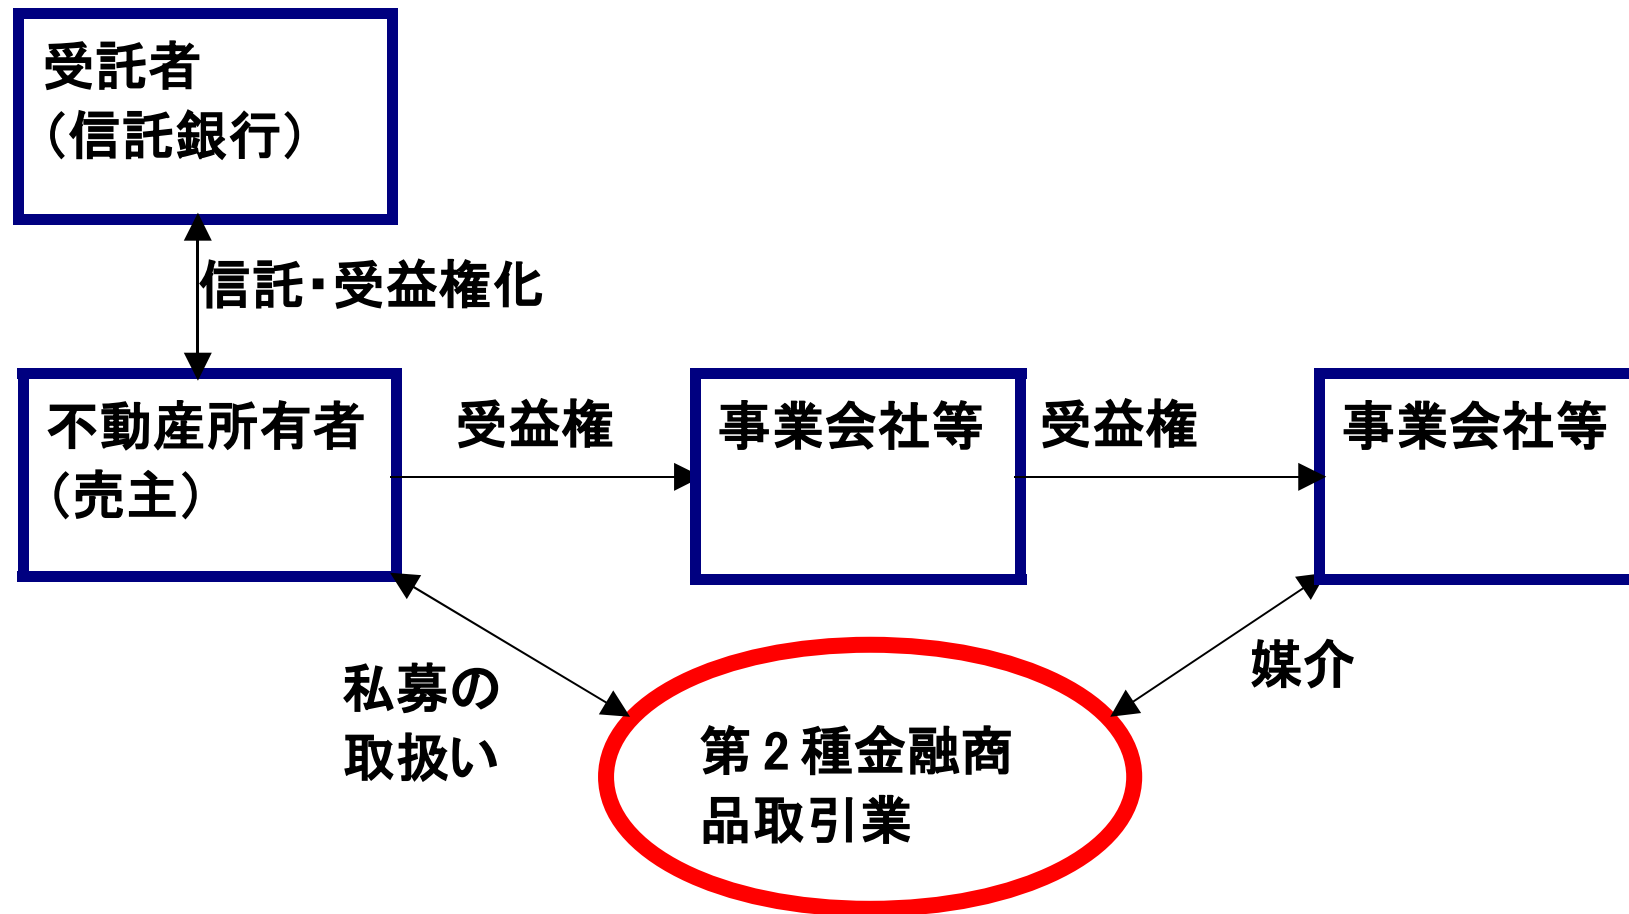 受託者
（信託銀行）
信託・受益権化
不動産所有者
（売主）
受益権
事業会社等
受益権
事業会社等
私募の
取扱い
媒介
第２種金融商
品取引業